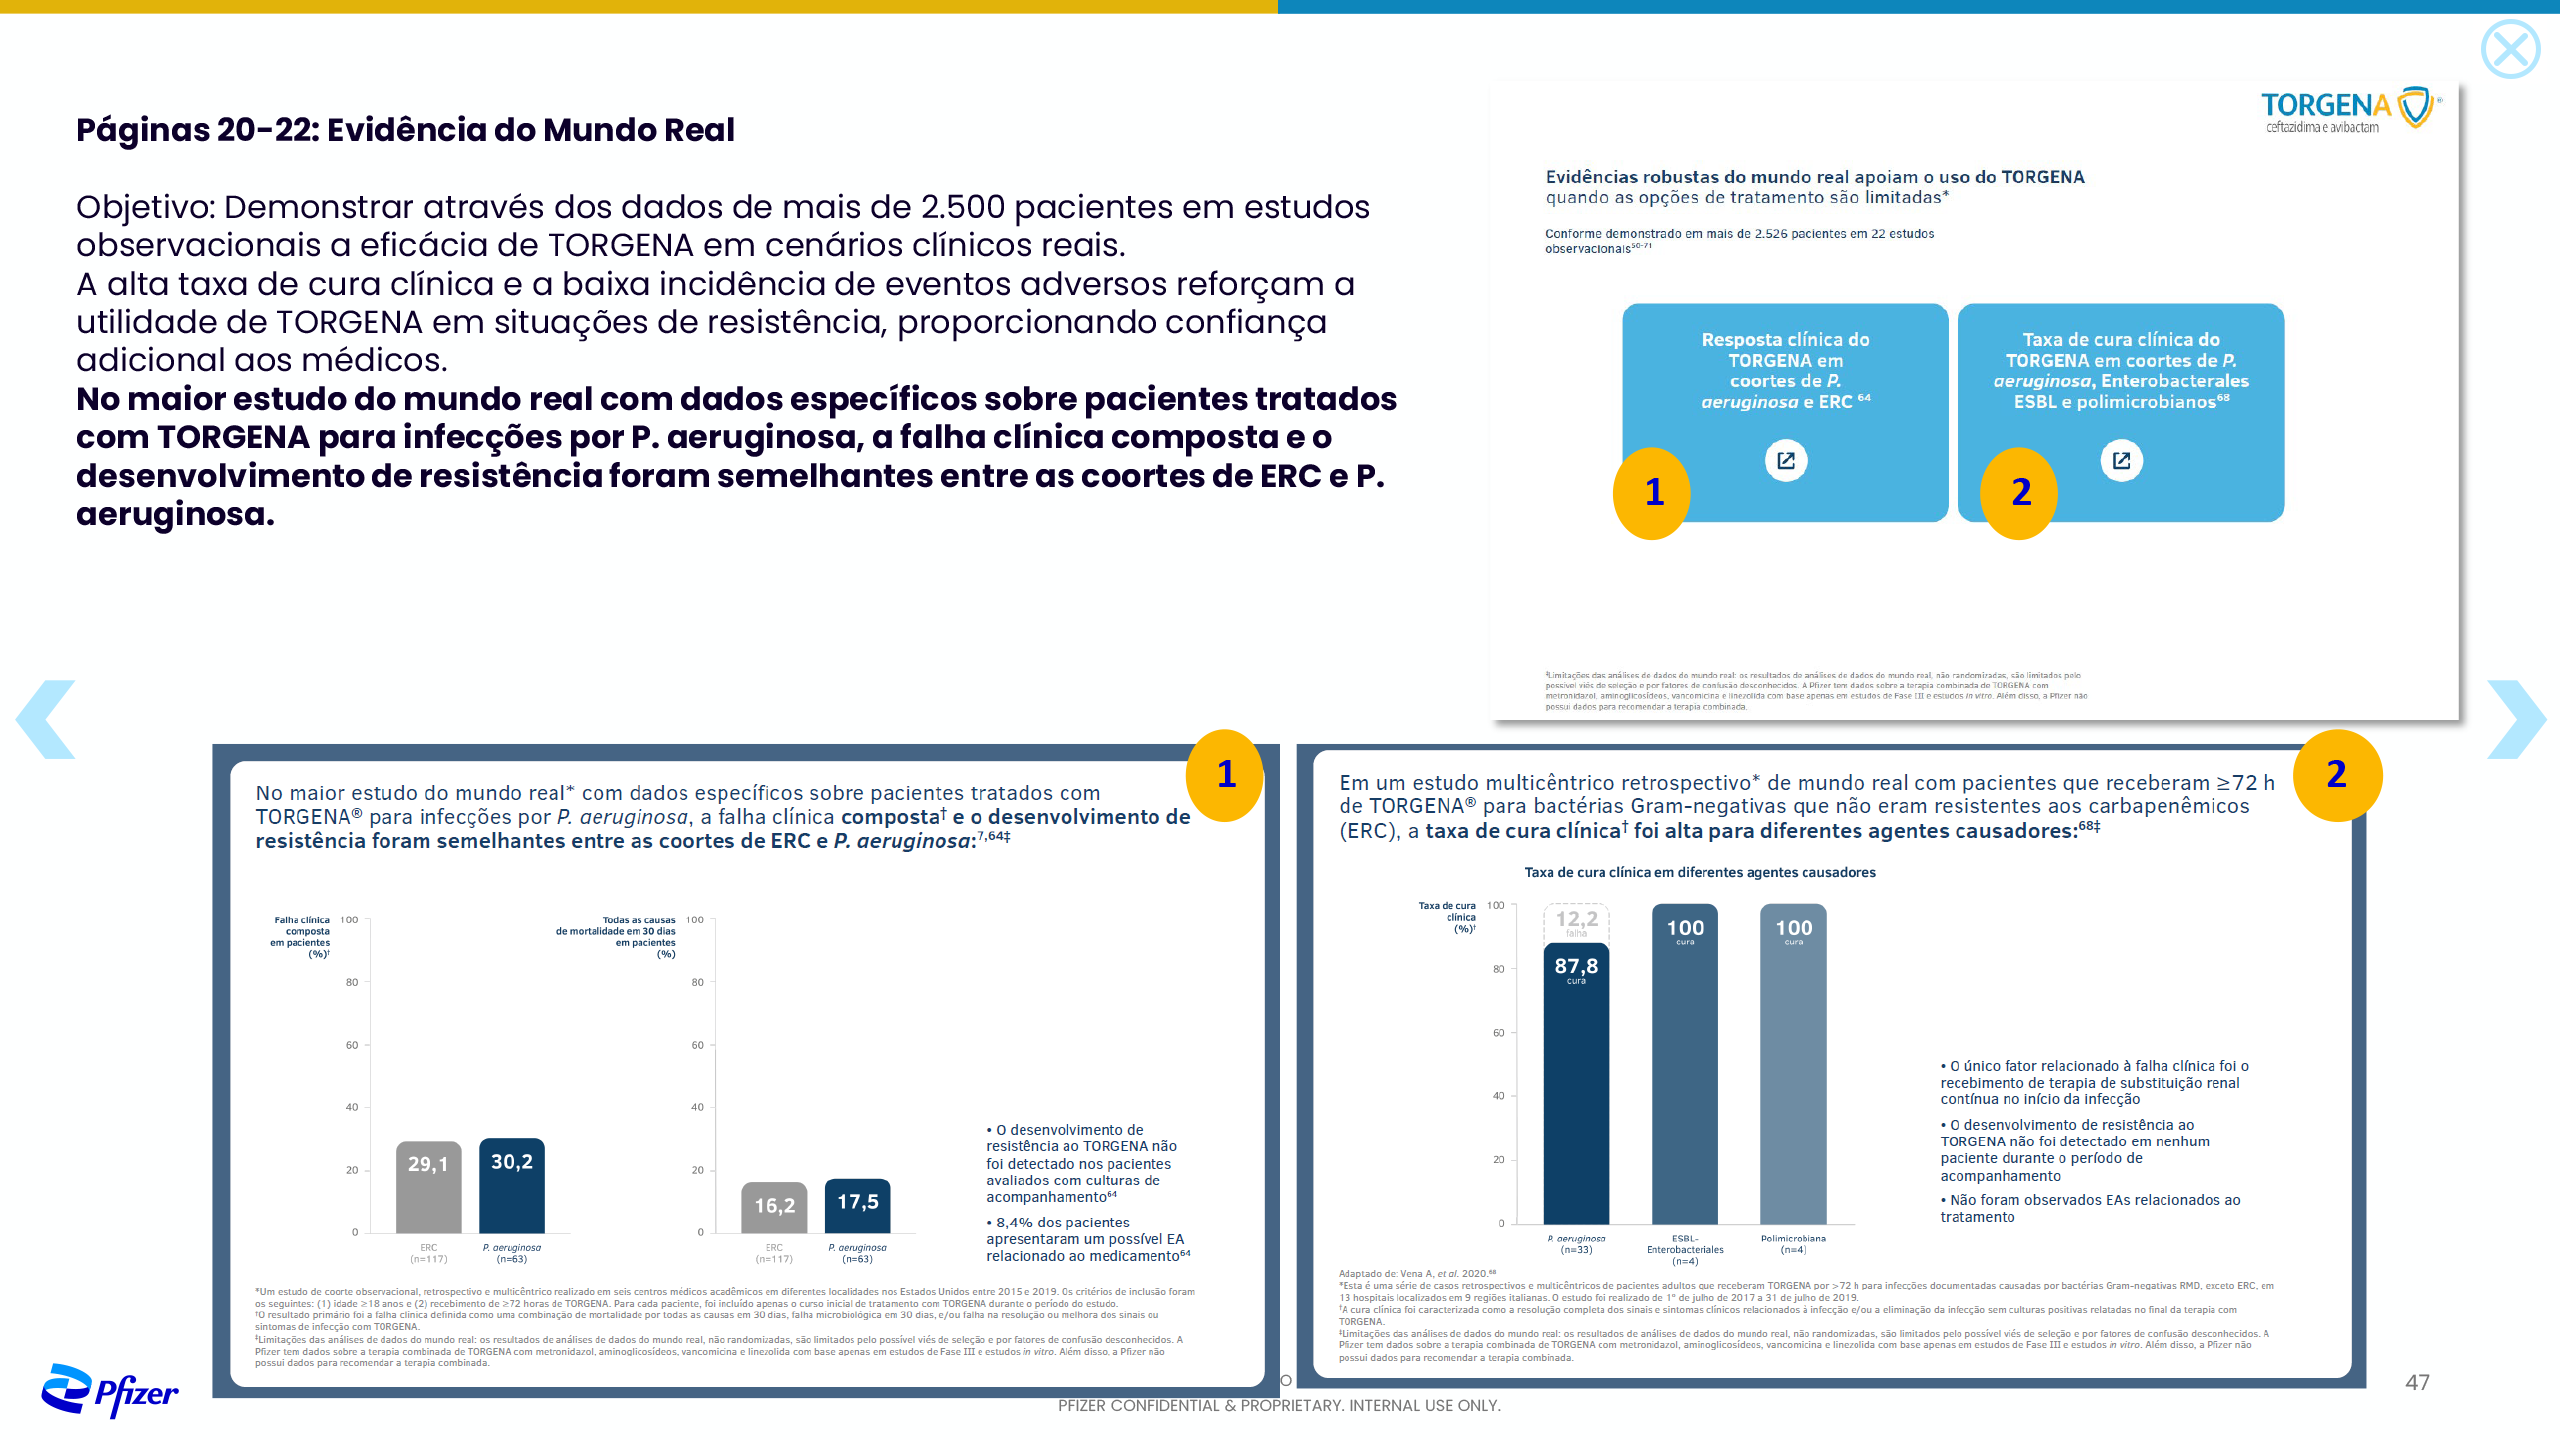 Páginas 20-22: Evidência do Mundo Real
Objetivo: Demonstrar através dos dados de mais de 2.500 pacientes em estudos
observacionais a eficácia de TORGENA em cenários clínicos reais.
A alta taxa de cura clínica e a baixa incidência de eventos adversos reforçam a
utilidade de TORGENA em situações de resistência, proporcionando confiança
adicional aos médicos.
No maior estudo do mundo real com dados específicos sobre pacientes tratados
com TORGENA para infecções por P. aeruginosa, a falha clínica composta e o
desenvolvimento de resistência foram semelhantes entre as coortes de ERC e P.
aeruginosa.
TORGENA®
ceftazidima e avibactam
Evidências robustas do mundo real apoiam o uso do TORGENA
quando as opções de tratamento são limitadas*
Conforme demonstrado em mais de 2.526 pacientes em 22 estudos
observacionais⁵⁰⁻⁷¹
Resposta clínica do
TORGENA em
coortes de P.
aeruginosa e ERC ⁶⁴
1
Taxa de cura clínica do
TORGENA em coortes de P.
aeruginosa, Enterobacterales
ESBL e polimicrobianos⁶⁸
2
‡Limitações das análises de dados do mundo real: os resultados de análises de dados do mundo real, não randomizadas, são limitados pelo
possível viés de seleção e por fatores de confusão desconhecidos. A Pfizer tem dados sobre a terapia combinada de TORGENA com
metronidazol, aminoglicosídeos, vancomicina e linezolida com base apenas em estudos de Fase III e estudos in vitro. Além disso, a Pfizer não
possui dados para recomendar a terapia combinada.
1
No maior estudo do mundo real* com dados específicos sobre pacientes tratados com
TORGENA® para infecções por P. aeruginosa, a falha clínica composta† e o desenvolvimento de
resistência foram semelhantes entre as coortes de ERC e P. aeruginosa:⁷,⁶⁴‡
Falha clínica
composta
em pacientes
(%)†
100
80
60
40
20
0
29,1
30,2
ERC
(n=117)
P. aeruginosa
(n=63)
Todas as causas
de mortalidade em 30 dias
em pacientes
(%)
100
80
60
40
20
0
16,2
17,5
ERC
(n=117)
P. aeruginosa
(n=63)
• O desenvolvimento de
resistência ao TORGENA não
foi detectado nos pacientes
avaliados com culturas de
acompanhamento⁶⁴
• 8,4% dos pacientes
apresentaram um possível EA
relacionado ao medicamento⁶⁴
*Um estudo de coorte observacional, retrospectivo e multicêntrico realizado em seis centros médicos acadêmicos em diferentes localidades nos Estados Unidos entre 2015 e 2019. Os critérios de inclusão foram
os seguintes: (1) idade ≥18 anos e (2) recebimento de ≥72 horas de TORGENA. Para cada paciente, foi incluído apenas o curso inicial de tratamento com TORGENA durante o período do estudo.
†O resultado primário foi a falha clínica definida como uma combinação de mortalidade por todas as causas em 30 dias, falha microbiológica em 30 dias, e/ou falha na resolução ou melhora dos sinais ou
sintomas de infecção com TORGENA.
‡Limitações das análises de dados do mundo real: os resultados de análises de dados do mundo real, não randomizadas, são limitados pelo possível viés de seleção e por fatores de confusão desconhecidos. A
Pfizer tem dados sobre a terapia combinada de TORGENA com metronidazol, aminoglicosídeos, vancomicina e linezolida com base apenas em estudos de Fase III e estudos in vitro. Além disso, a Pfizer não
possui dados para recomendar a terapia combinada.
2
Em um estudo multicêntrico retrospectivo* de mundo real com pacientes que receberam ≥72 h
de TORGENA® para bactérias Gram-negativas que não eram resistentes aos carbapenêmicos
(ERC), a taxa de cura clínica† foi alta para diferentes agentes causadores:⁶⁸‡
Taxa de cura clínica em diferentes agentes causadores
Taxa de cura
clínica
(%)†
100
80
60
40
20
0
12,2
falha
87,8
cura
100
cura
100
cura
P. aeruginosa
(n=33)
ESBL-
Enterobacteriales
(n=4)
Polimicrobiana
(n=4)
• O único fator relacionado à falha clínica foi o
recebimento de terapia de substituição renal
contínua no início da infecção
• O desenvolvimento de resistência ao
TORGENA não foi detectado em nenhum
paciente durante o período de
acompanhamento
• Não foram observados EAs relacionados ao
tratamento
Adaptado de: Vena A, et al. 2020.⁶⁸
*Esta é uma série de casos retrospectivos e multicêntricos de pacientes adultos que receberam TORGENA por >72 h para infecções documentadas causadas por bactérias Gram-negativas RMD, exceto ERC, em
13 hospitais localizados em 9 regiões italianas. O estudo foi realizado de 1º de julho de 2017 a 31 de julho de 2019.
†A cura clínica foi caracterizada como a resolução completa dos sinais e sintomas clínicos relacionados à infecção e/ou a eliminação da infecção sem culturas positivas relatadas no final da terapia com
TORGENA.
‡Limitações das análises de dados do mundo real: os resultados de análises de dados do mundo real, não randomizadas, são limitados pelo possível viés de seleção e por fatores de confusão desconhecidos. A
Pfizer tem dados sobre a terapia combinada de TORGENA com metronidazol, aminoglicosídeos, vancomicina e linezolida com base apenas em estudos de Fase III e estudos in vitro. Além disso, a Pfizer não
possui dados para recomendar a terapia combinada.
Pfizer
PFIZER CONFIDENTIAL & PROPRIETARY. INTERNAL USE ONLY.
47